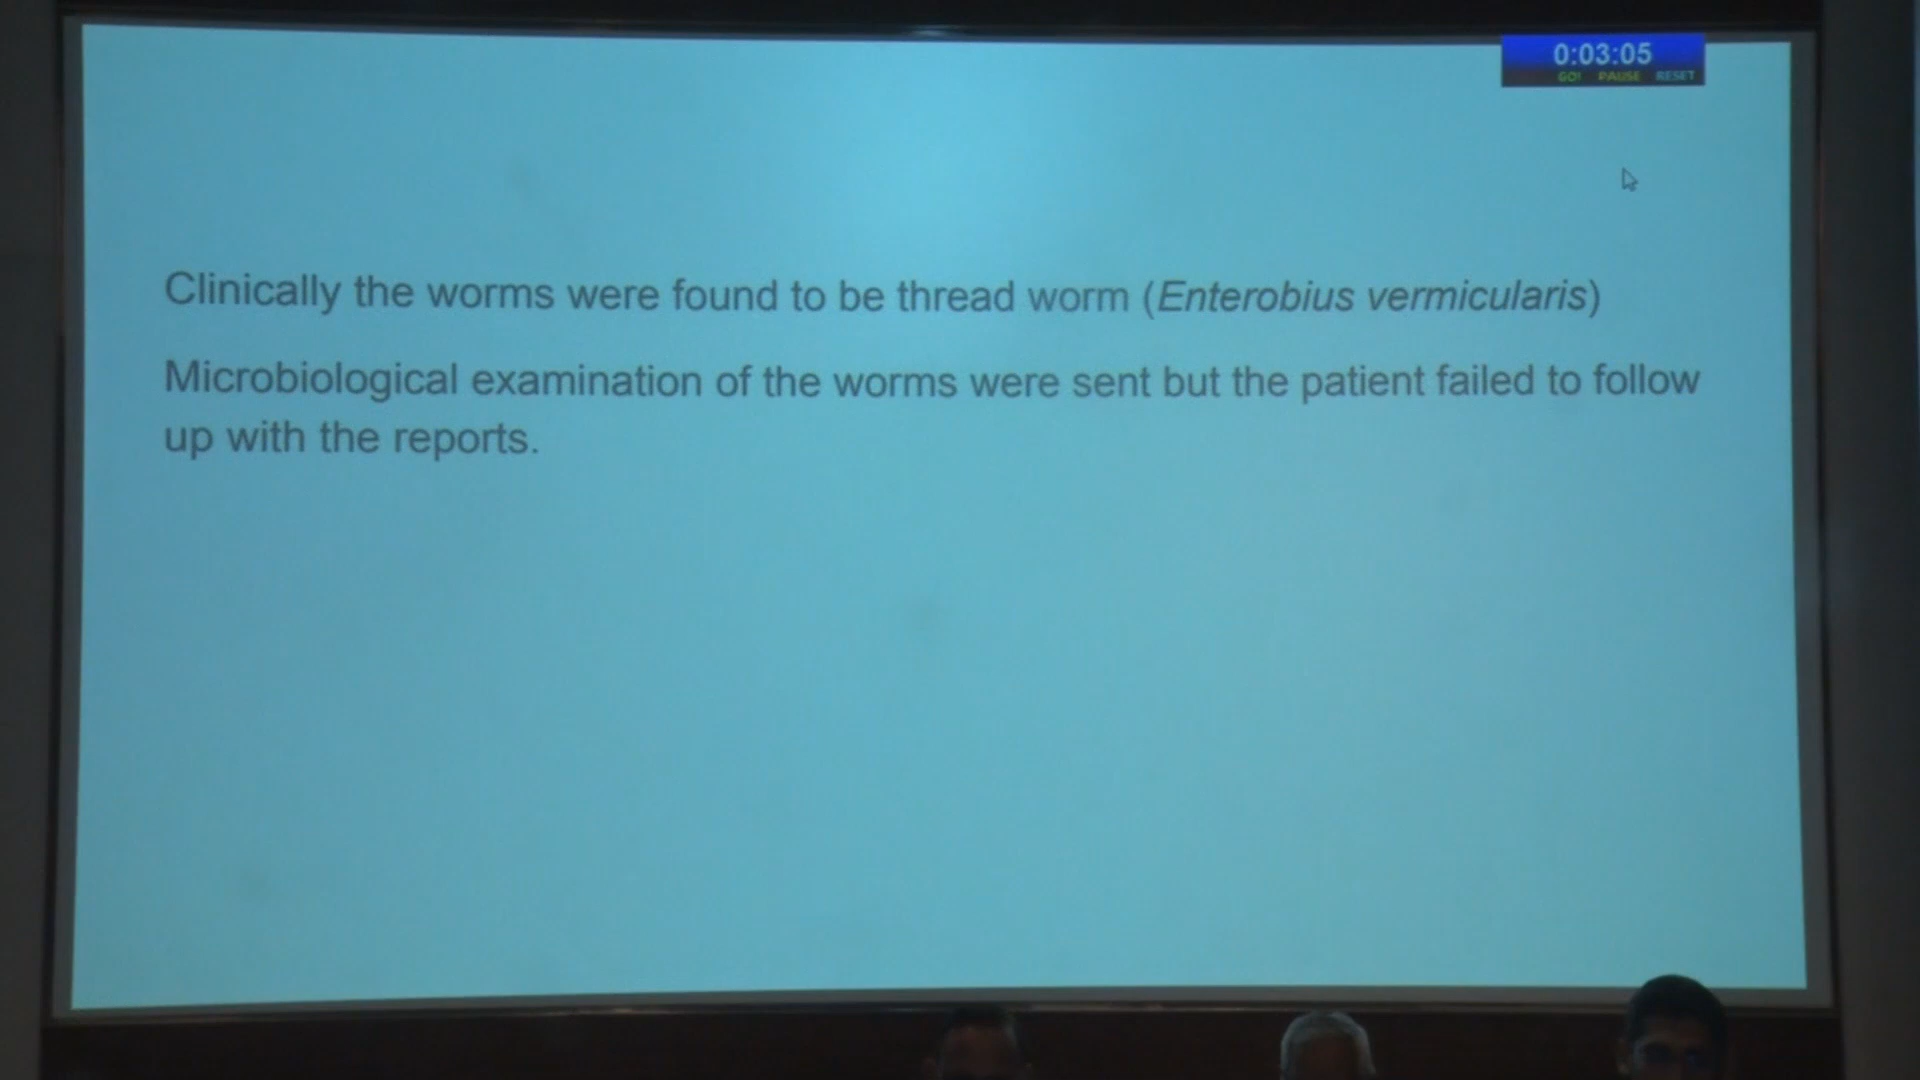 0:03:05
GO! PAUSE RESET
Clinically the worms were found to be thread worm (Enterobius vermicularis)
Microbiological examination of the worms were sent but the patient failed to follow
up with the reports.